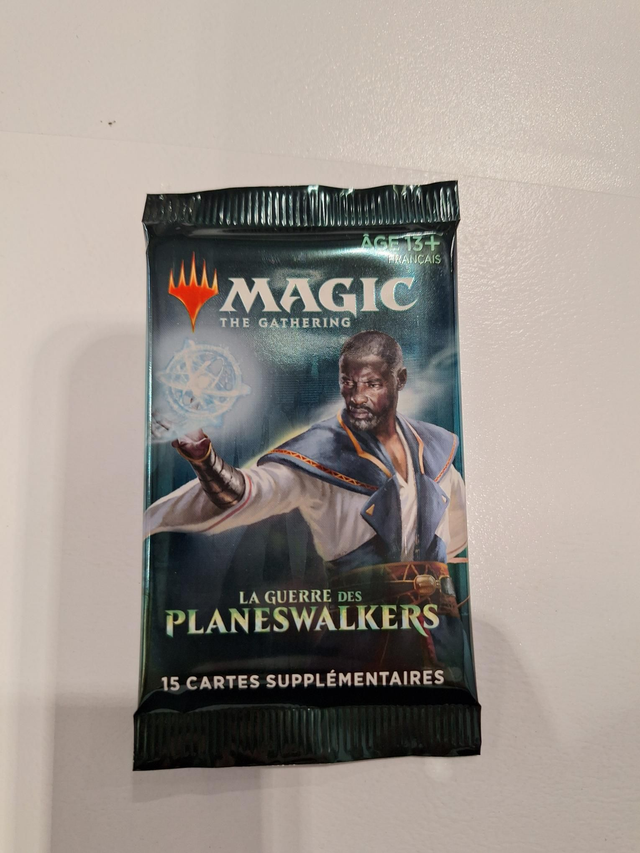 ÂGE 13+
FRANÇAIS
MAGIC
THE GATHERING
LA GUERRE DES
PLANESWALKERS
15 CARTES SUPPLÉMENTAIRES